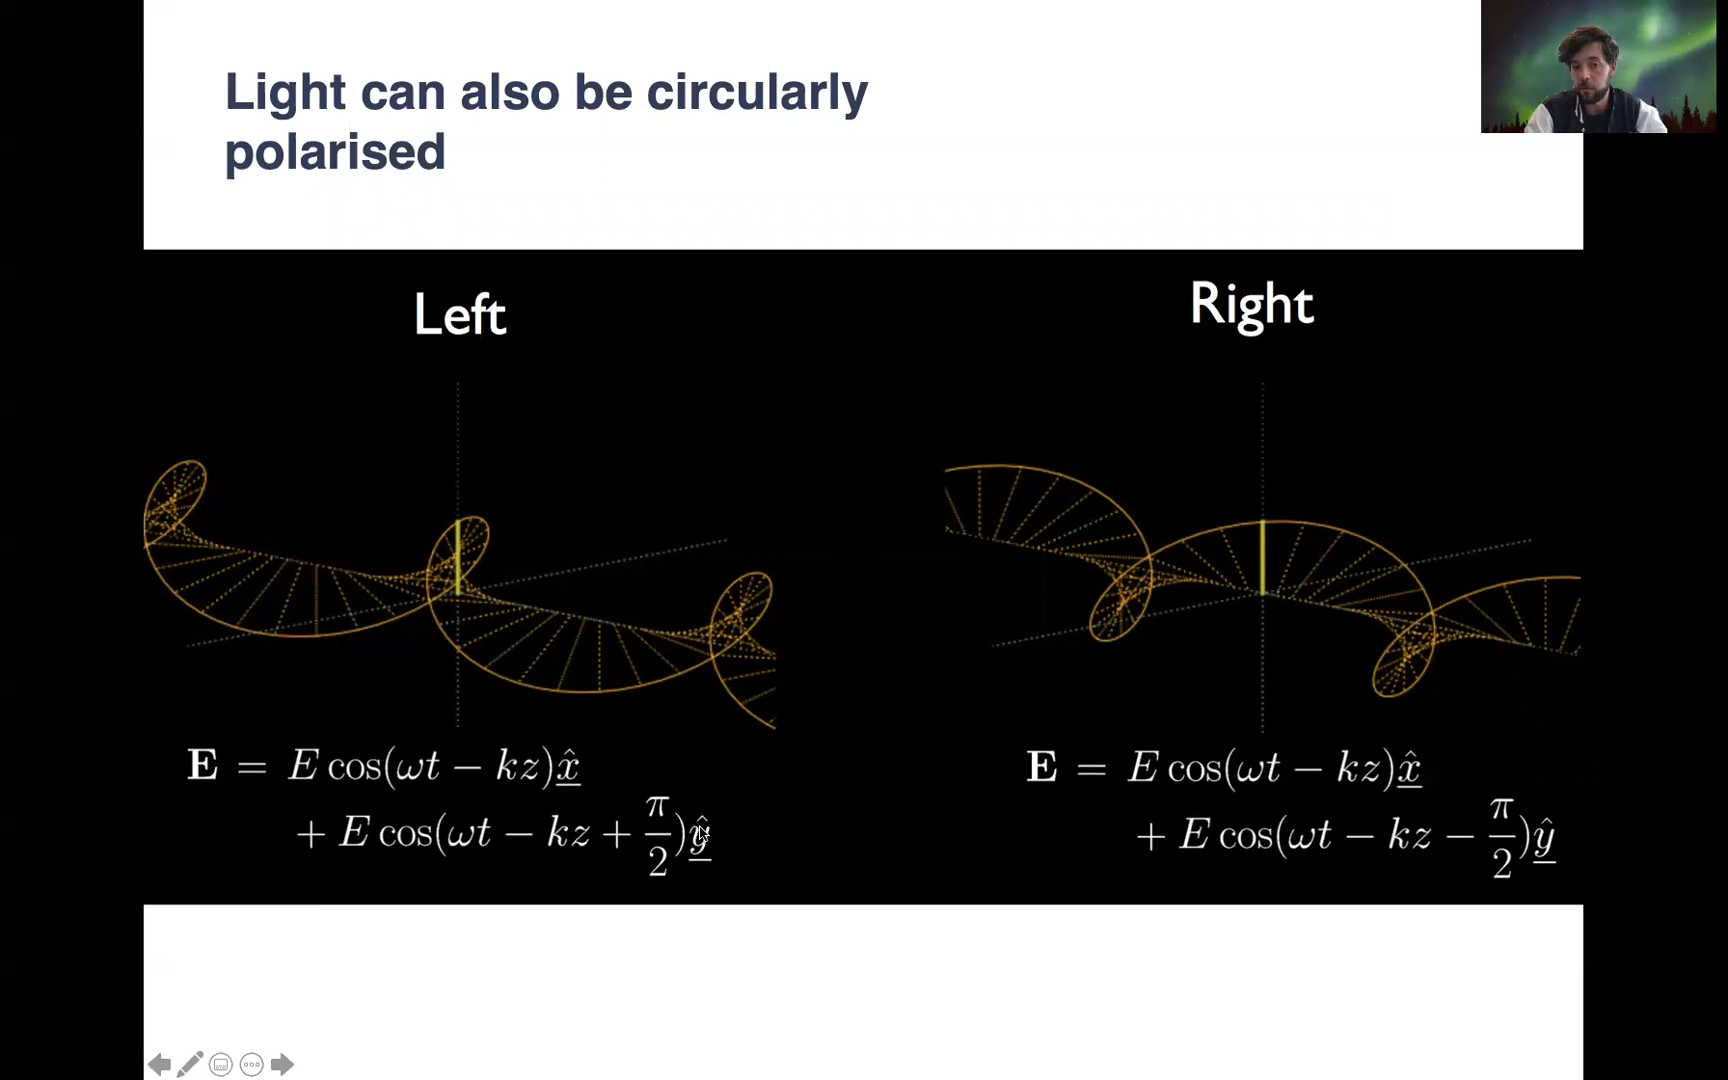 Light can also be circularly
polarised
Left
Right
E = E cos(ωt − kz)x̂
+ E cos(ωt − kz + π/2)ŷ
E = E cos(ωt − kz)x̂
+ E cos(ωt − kz − π/2)ŷ